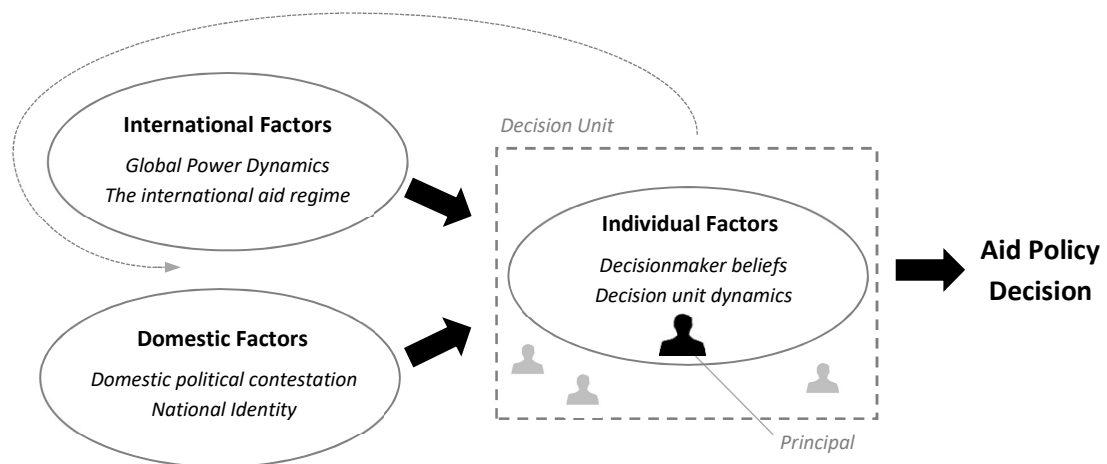 International Factors
Global Power Dynamics
The international aid regime
Domestic Factors
Domestic political contestation
National Identity
Decision Unit
Individual Factors
Decisionmaker beliefs
Decision unit dynamics
Principal
Aid Policy
Decision